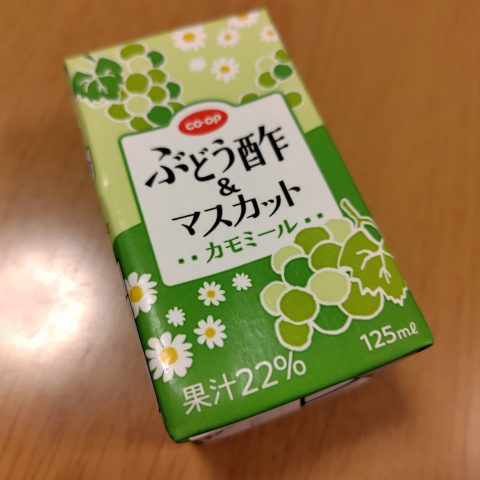 co·op
ぶどう酢
&
マスカット
カモミール
果汁22%
125mℓ